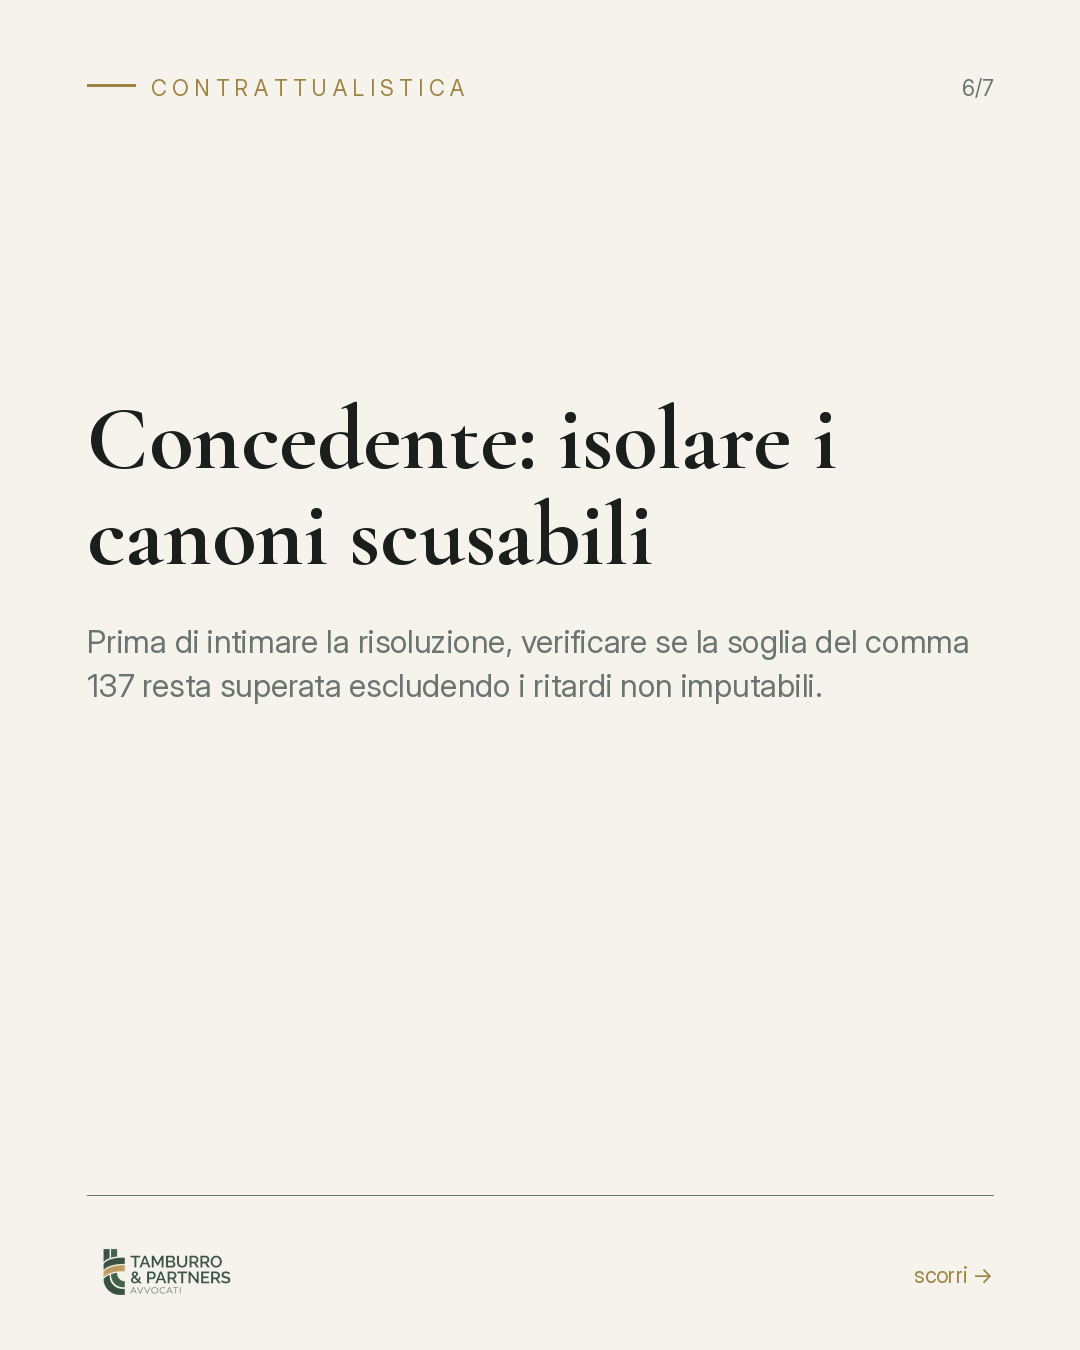 CONTRATTUALISTICA
6/7
Concedente: isolare i
canoni scusabili
Prima di intimare la risoluzione, verificare se la soglia del comma
137 resta superata escludendo i ritardi non imputabili.
TAMBURRO
& PARTNERS
AVVOCATI
scorri →